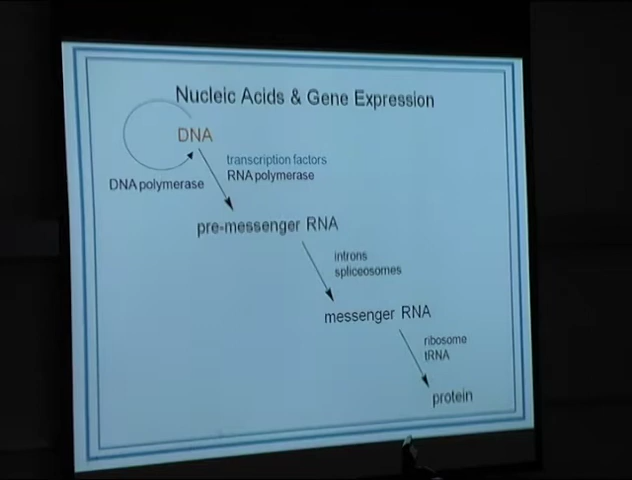 Nucleic Acids & Gene Expression
DNA
transcription factors
RNA polymerase
DNA polymerase
pre-messenger RNA
introns
spliceosomes
messenger RNA
ribosome
tRNA
protein